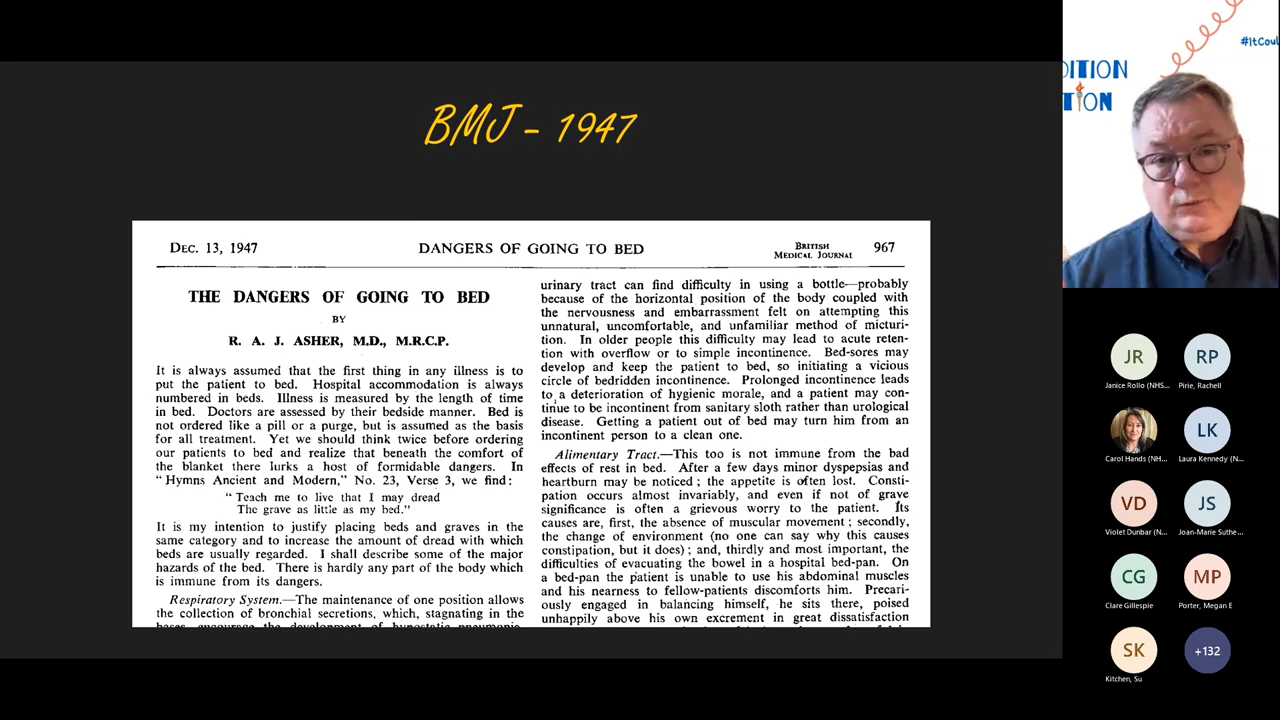 BMJ - 1947
DEC. 13, 1947
DANGERS OF GOING TO BED
BRITISH
MEDICAL JOURNAL
967
THE DANGERS OF GOING TO BED
BY
R. A. J. ASHER, M.D., M.R.C.P.
It is always assumed that the first thing in any illness is to
put the patient to bed. Hospital accommodation is always
numbered in beds. Illness is measured by the length of time
in bed. Doctors are assessed by their bedside manner. Bed is
not ordered like a pill or a purge, but is assumed as the basis
for all treatment. Yet we should think twice before ordering
our patients to bed and realize that beneath the comfort of
the blanket there lurks a host of formidable dangers. In
" Hymns Ancient and Modern," No. 23, Verse 3, we find :
" Teach me to live that I may dread
The grave as little as my bed."
It is my intention to justify placing beds and graves in the
same category and to increase the amount of dread with which
beds are usually regarded. I shall describe some of the major
hazards of the bed. There is hardly any part of the body which
is immune from its dangers.
Respiratory System.—The maintenance of one position allows
the collection of bronchial secretions, which, stagnating in the
bases, encourage the development of hypostatic pneumonia.
urinary tract can find difficulty in using a bottle—probably
because of the horizontal position of the body coupled with
the nervousness and embarrassment felt on attempting this
unnatural, uncomfortable, and unfamiliar method of micturi-
tion. In older people this difficulty may lead to acute reten-
tion with overflow or to simple incontinence. Bed-sores may
develop and keep the patient to bed, so initiating a vicious
circle of bedridden incontinence. Prolonged incontinence leads
to a deterioration of hygienic morale, and a patient may con-
tinue to be incontinent from sanitary sloth rather than urological
disease. Getting a patient out of bed may turn him from an
incontinent person to a clean one.
Alimentary Tract.—This too is not immune from the bad
effects of rest in bed. After a few days minor dyspepsias and
heartburn may be noticed ; the appetite is often lost. Consti-
pation occurs almost invariably, and even if not of grave
significance is often a grievous worry to the patient. Its
causes are, first, the absence of muscular movement ; secondly,
the change of environment (no one can say why this causes
constipation, but it does) ; and, thirdly and most important, the
difficulties of evacuating the bowel in a hospital bed-pan. On
a bed-pan the patient is unable to use his abdominal muscles
and his nearness to fellow-patients discomforts him. Precari-
ously engaged in balancing himself, he sits there, poised
unhappily above his own excrement in great dissatisfaction
#ItCoul
DITION
TION
JR
Janice Rollo (NHS...
RP
Pirie, Rachell
Carol Hands (NH...
LK
Laura Kennedy (N...
VD
Violet Dunbar (N...
JS
Joan-Marie Suthe...
CG
Clare Gillespie
MP
Porter, Megan E
SK
Kitchen, Su
+132